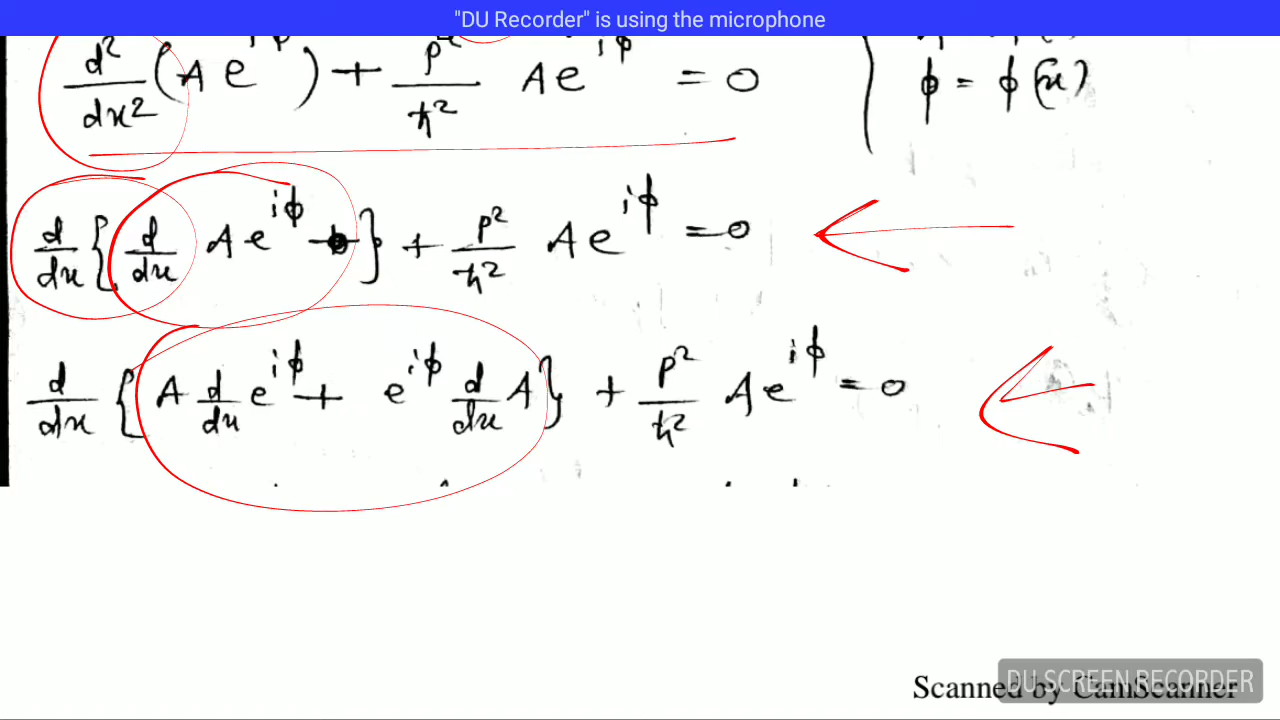 "DU Recorder" is using the microphone
d²/dx² (A e^{iϕ}) + p²/ħ² A e^{iϕ} = 0
ϕ = ϕ(x)
d/dx { d/dx A e^{iϕ} } + p²/ħ² A e^{iϕ} = 0
d/dx { A d/dx e^{iϕ} + e^{iϕ} d/dx A } + p²/ħ² A e^{iϕ} = 0
Scanned by CamScanner
DU SCREEN RECORDER